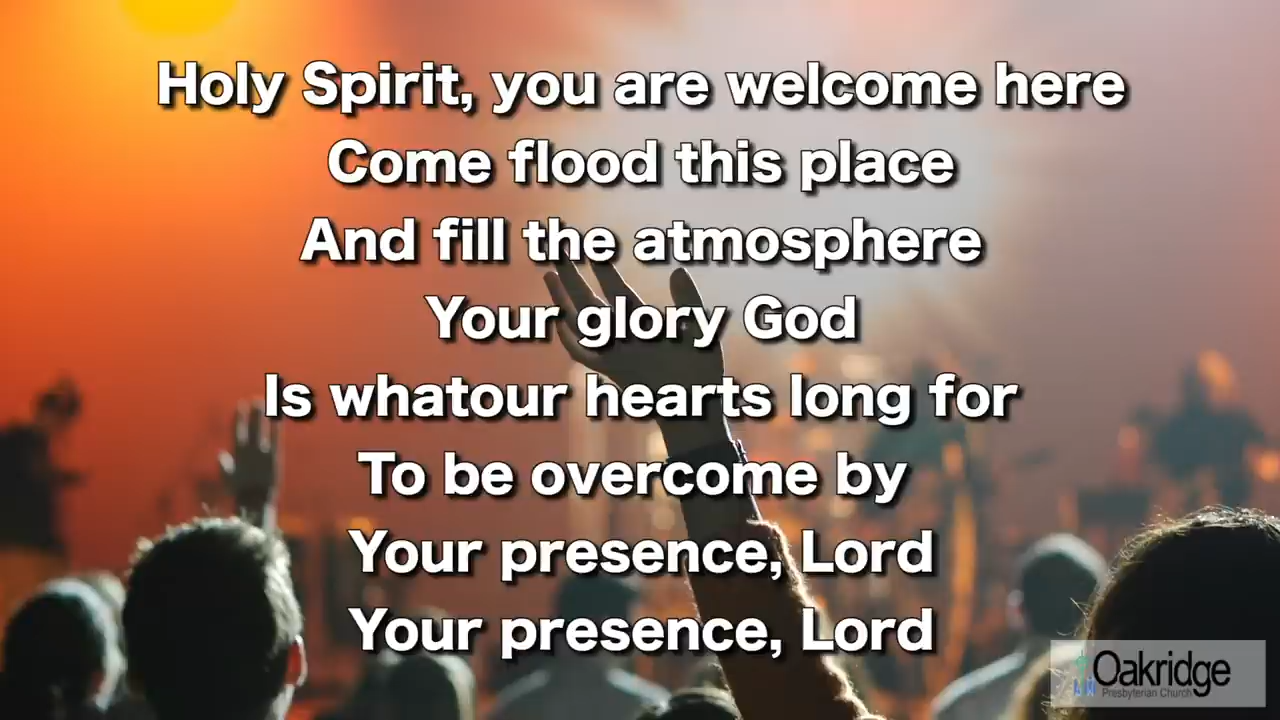 Holy Spirit, you are welcome here
Come flood this place
And fill the atmosphere
Your glory God
Is whatour hearts long for
To be overcome by
Your presence, Lord
Your presence, Lord
Oakridge
Presbyterian Church